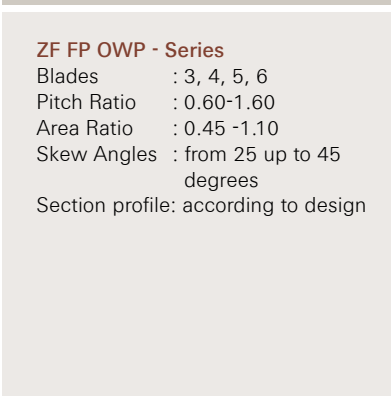 ZF FP OWP - Series
Blades : 3, 4, 5, 6
Pitch Ratio : 0.60-1.60
Area Ratio : 0.45 -1.10
Skew Angles : from 25 up to 45
degrees
Section profile: according to design